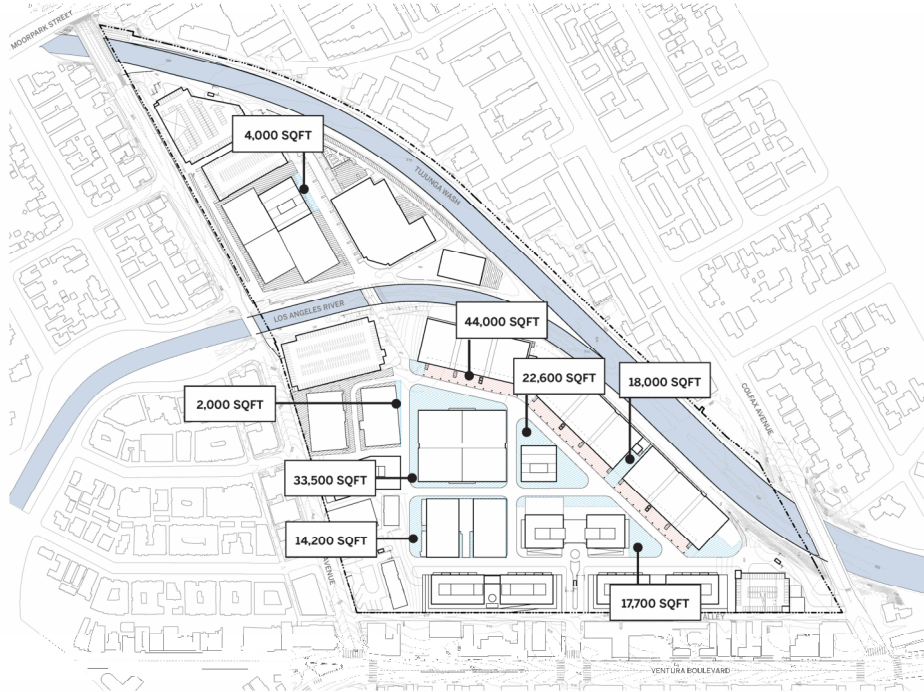 MOORPARK STREET
4,000 SQFT
TUJUNGA WASH
LOS ANGELES RIVER
44,000 SQFT
22,600 SQFT
18,000 SQFT
2,000 SQFT
COLFAX AVENUE
33,500 SQFT
14,200 SQFT
AVENUE
17,700 SQFT
ALLEY
VENTURA BOULEVARD